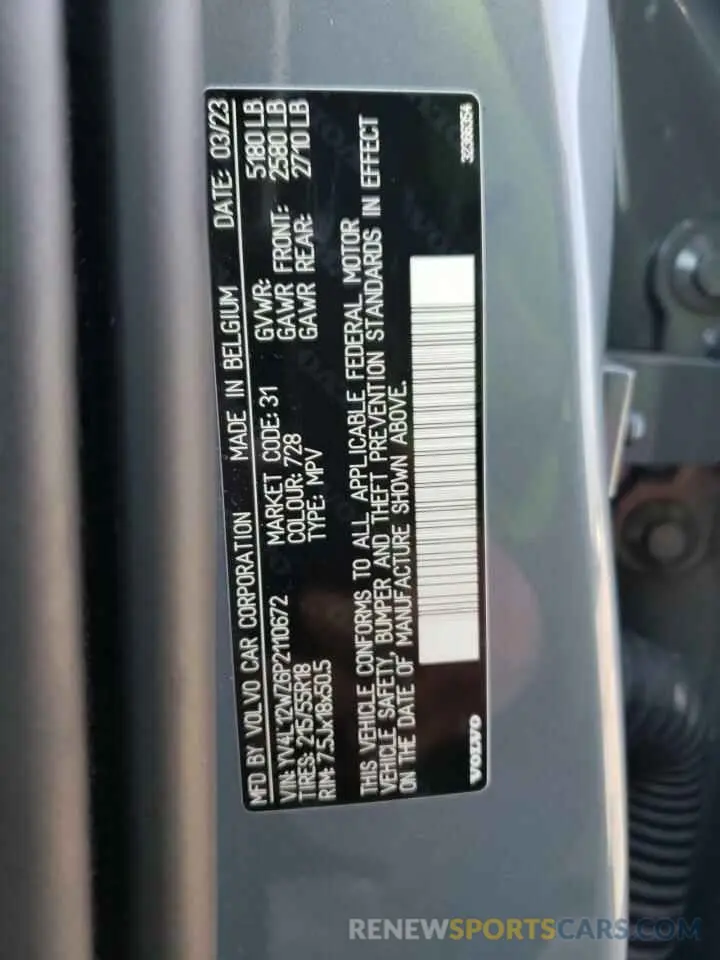 MFD BY VOLVO CAR CORPORATION MADE IN BELGIUM DATE: 03/23
VIN: YV4L12WZ6P2110672 MARKET CODE: 31 GVWR: 5180 LB
TIRES: 215/55R18 COLOUR: 728 GAWR FRONT: 2580 LB
RIM: 7.5Jx18x50.5 TYPE: MPV GAWR REAR: 2710 LB
THIS VEHICLE CONFORMS TO ALL APPLICABLE FEDERAL MOTOR
VEHICLE SAFETY, BUMPER AND THEFT PREVENTION STANDARDS IN EFFECT
ON THE DATE OF MANUFACTURE SHOWN ABOVE.
VOLVO 32336354
RENEWSPORTSCARS.COM